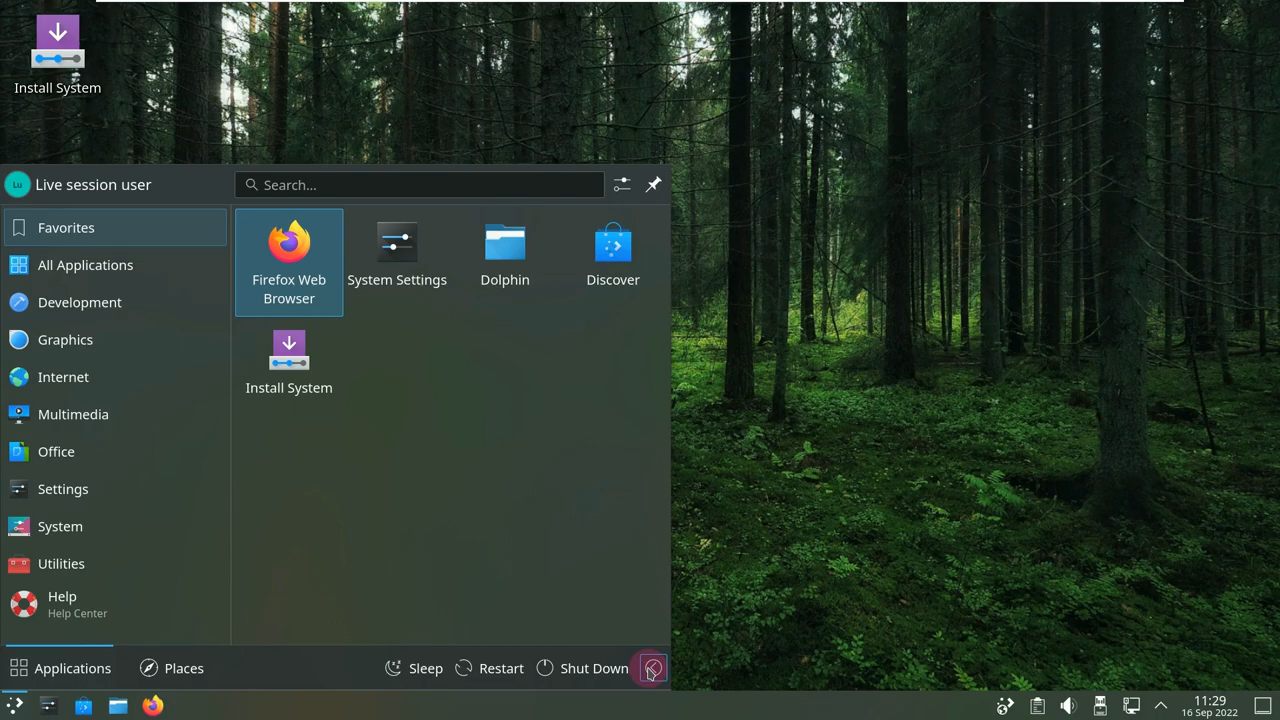 Install System
Lu
Live session user
Search...
Favorites
All Applications
Development
Graphics
Internet
Multimedia
Office
Settings
System
Utilities
Help
Help Center
Firefox Web
Browser
System Settings
Dolphin
Discover
Install System
Applications
Places
Sleep
Restart
Shut Down
11:29
16 Sep 2022